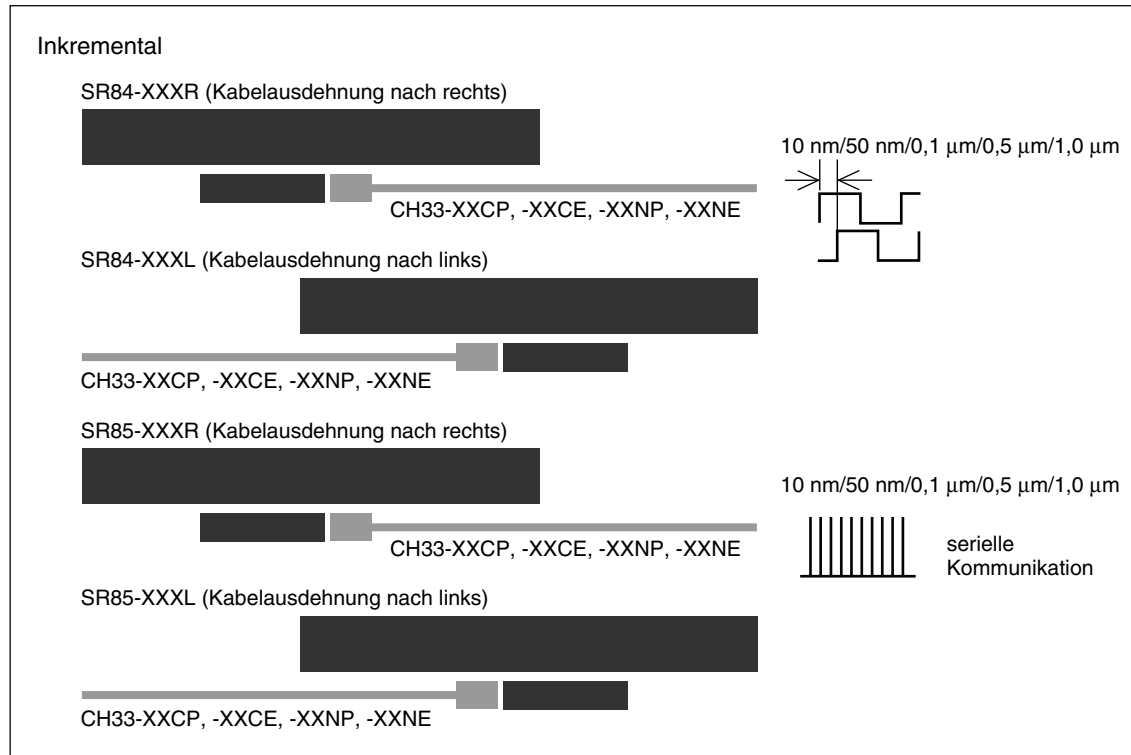 Inkremental
SR84-XXXR (Kabelausdehnung nach rechts)
10 nm/50 nm/0,1 μm/0,5 μm/1,0 μm
CH33-XXCP, -XXCE, -XXNP, -XXNE
SR84-XXXL (Kabelausdehnung nach links)
CH33-XXCP, -XXCE, -XXNP, -XXNE
SR85-XXXR (Kabelausdehnung nach rechts)
10 nm/50 nm/0,1 μm/0,5 μm/1,0 μm
CH33-XXCP, -XXCE, -XXNP, -XXNE
serielle
Kommunikation
SR85-XXXL (Kabelausdehnung nach links)
CH33-XXCP, -XXCE, -XXNP, -XXNE